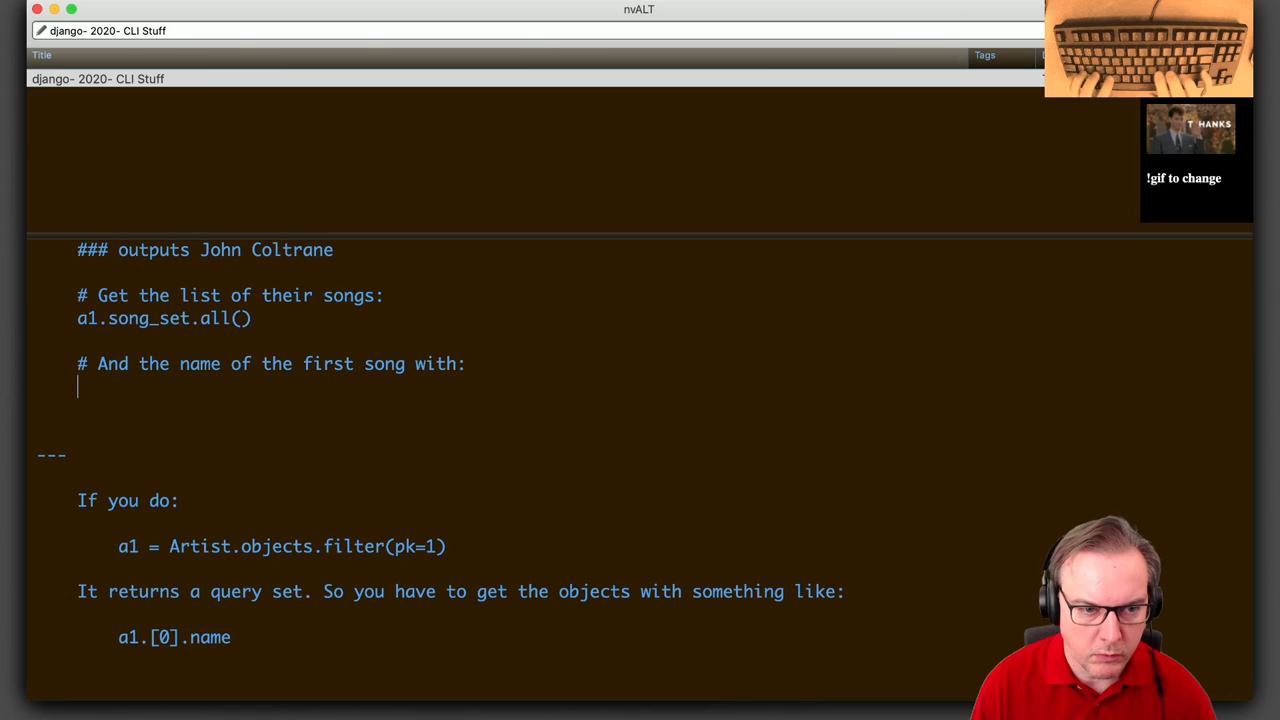 nvALT
django- 2020- CLI Stuff
Title
Tags
django- 2020- CLI Stuff
T HANKS
!gif to change
### outputs John Coltrane
# Get the list of their songs:
a1.song_set.all()
# And the name of the first song with:
---
If you do:
a1 = Artist.objects.filter(pk=1)
It returns a query set. So you have to get the objects with something like:
a1.[0].name